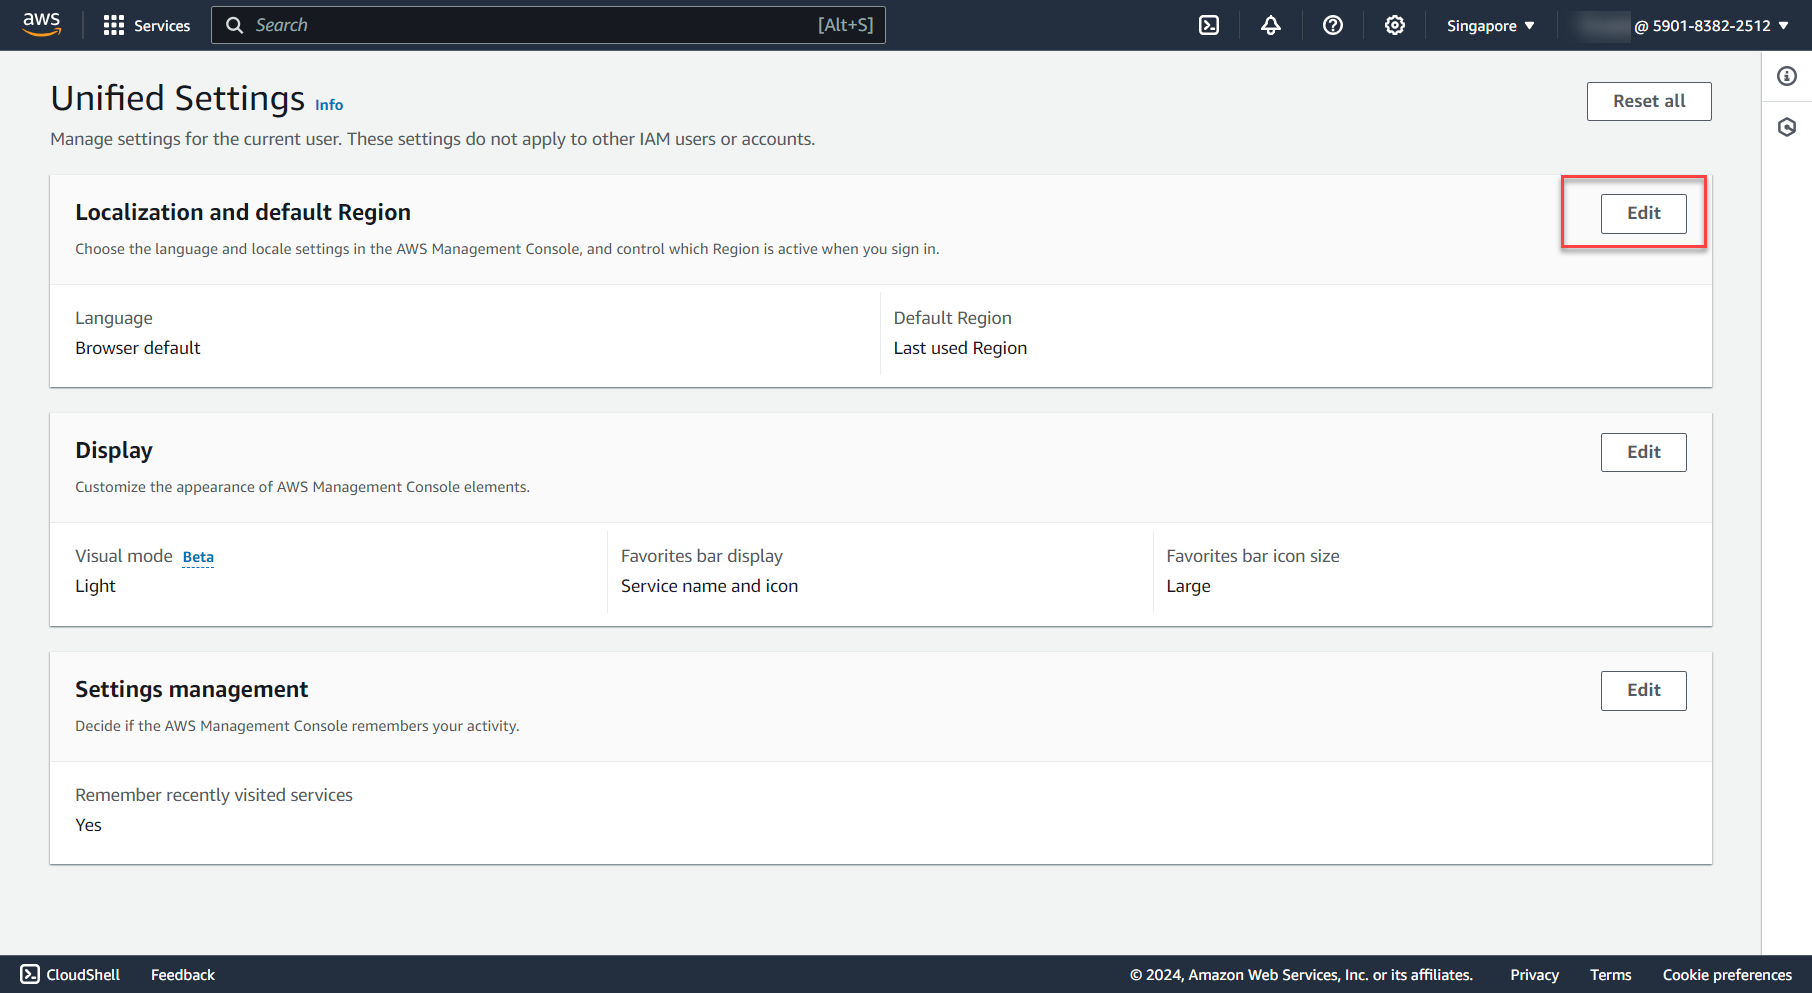 aws
Services
Search
[Alt+S]
Singapore
@ 5901-8382-2512
Unified Settings Info
Reset all
Manage settings for the current user. These settings do not apply to other IAM users or accounts.
Localization and default Region
Edit
Choose the language and locale settings in the AWS Management Console, and control which Region is active when you sign in.
Language
Browser default
Default Region
Last used Region
Display
Edit
Customize the appearance of AWS Management Console elements.
Visual mode Beta
Light
Favorites bar display
Service name and icon
Favorites bar icon size
Large
Settings management
Edit
Decide if the AWS Management Console remembers your activity.
Remember recently visited services
Yes
CloudShell
Feedback
© 2024, Amazon Web Services, Inc. or its affiliates.
Privacy
Terms
Cookie preferences